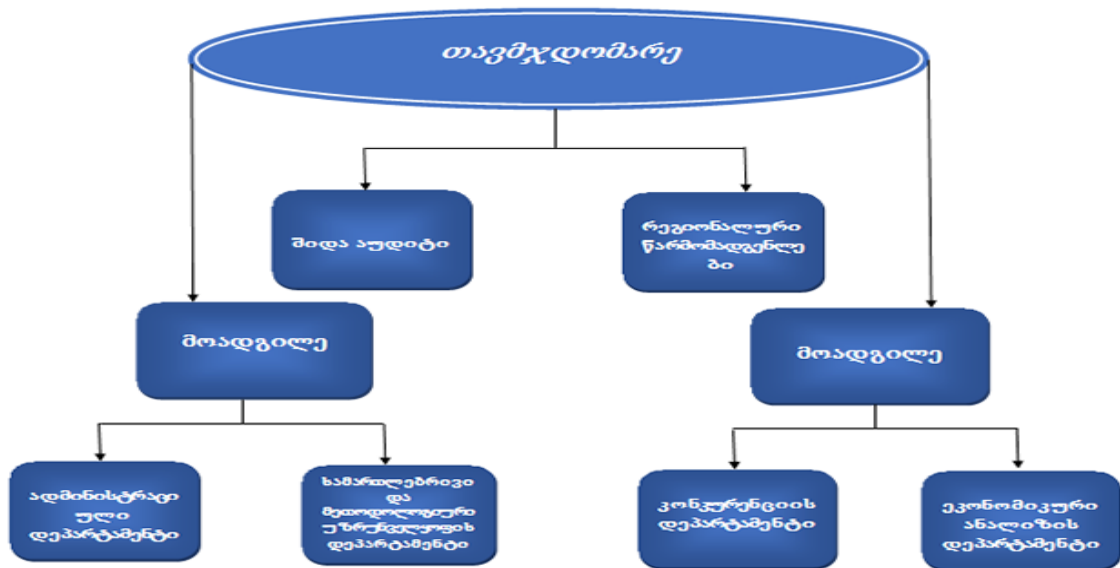 თავმჯდომარე
შიდა აუდიტი
რეგიონალური
წარმომადგენლე
ბი
მოადგილე
მოადგილე
ადმინისტრაცი
ული
დეპარტამენტი
სამართლებრივი
და
მეთოდოლოგიური
უზრუნველყოფის
დეპარტამენტი
კონკურენციის
დეპარტამენტი
ეკონომიკური
ანალიზის
დეპარტამენტი